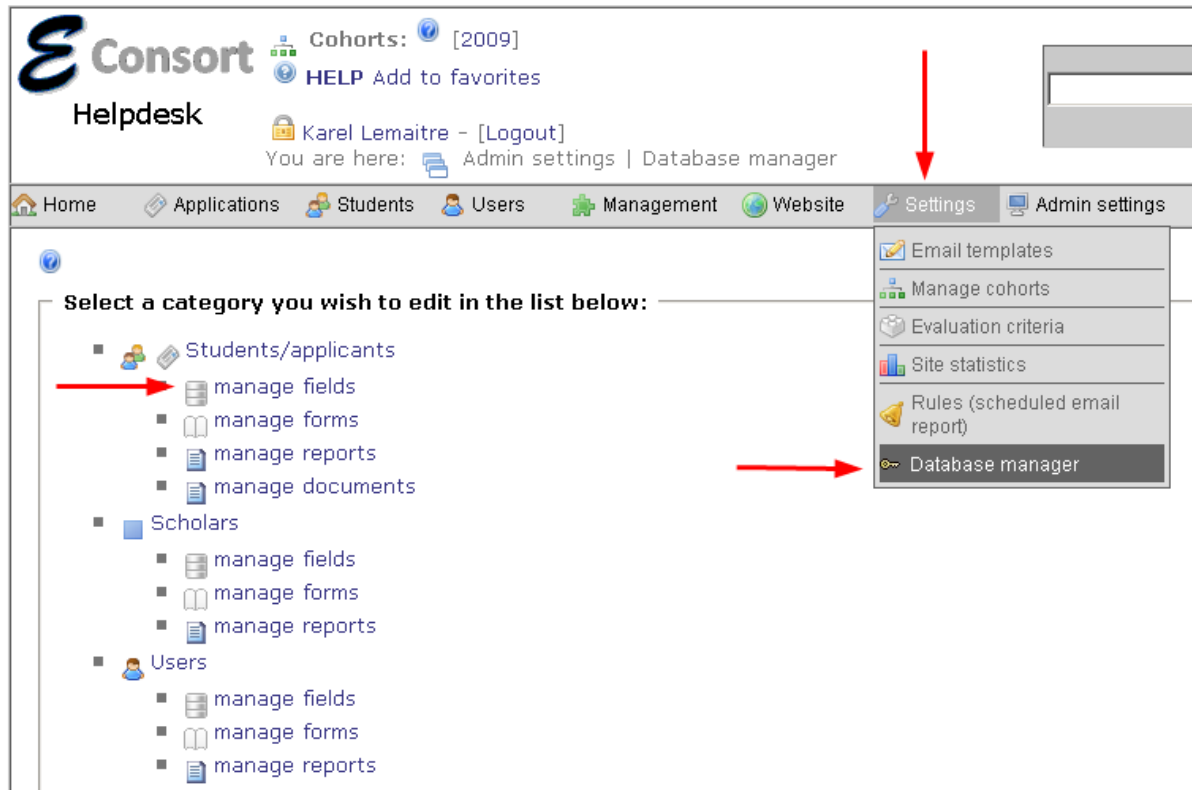 E Consort
Helpdesk
Cohorts: [2009]
HELP Add to favorites
Karel Lemaitre - [Logout]
You are here: Admin settings | Database manager
Home Applications Students Users Management Website Settings Admin settings
Email templates
Manage cohorts
Evaluation criteria
Site statistics
Rules (scheduled email
report)
Database manager
Select a category you wish to edit in the list below:
Students/applicants
manage fields
manage forms
manage reports
manage documents
Scholars
manage fields
manage forms
manage reports
Users
manage fields
manage forms
manage reports